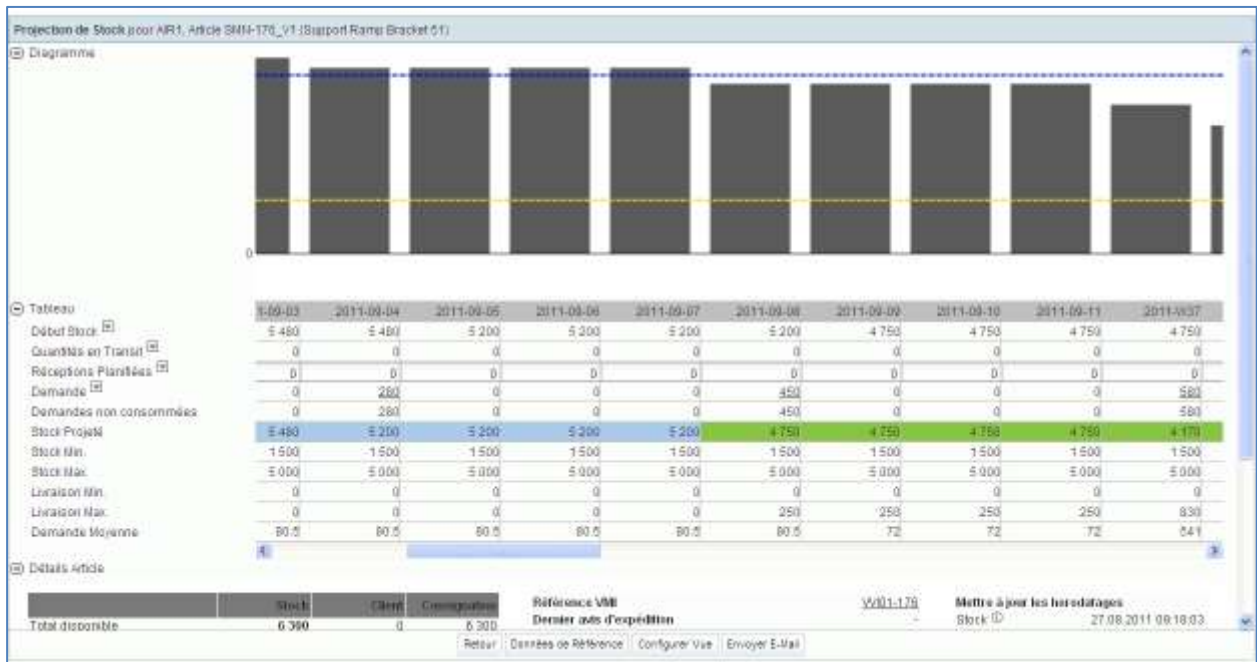 Projection de Stock pour AIR1, Article SMN-176_V1 (Support Ramp Bracket 51)
Diagramme
0
Tableau 1-09-03 2011-09-04 2011-09-05 2011-09-06 2011-09-07 2011-09-08 2011-09-09 2011-09-10 2011-09-11 2011-W37
Début Stock 5 480 5 480 5 200 5 200 5 200 5 200 4 750 4 750 4 750 4 750
Quantités en Transit 0 0 0 0 0 0 0 0 0 0
Réceptions Planifiées 0 0 0 0 0 0 0 0 0 0
Demande 0 280 0 0 0 450 0 0 0 580
Demandes non consommées 0 280 0 0 0 450 0 0 0 580
Stock Projeté 5 480 5 200 5 200 5 200 5 200 4 750 4 750 4 750 4 750 4 170
Stock Min. 1 500 1 500 1 500 1 500 1 500 1 500 1 500 1 500 1 500 1 500
Stock Max. 5 000 5 000 5 000 5 000 5 000 5 000 5 000 5 000 5 000 5 000
Livraison Min. 0 0 0 0 0 0 0 0 0 0
Livraison Max. 0 0 0 0 0 250 250 250 250 830
Demande Moyenne 80.5 80.5 80.5 80.5 80.5 80.5 72 72 72
Détails Article
Stock Client Consignation
Total disponible 6 300 0 6 300
Référence VMI VVI01-176
Dernier avis d'expédition -
Mettre à jour les horodatages
Stock 27.08.2011 09:18:03
Retour Données de Référence Configurer Vue Envoyer E-Mail